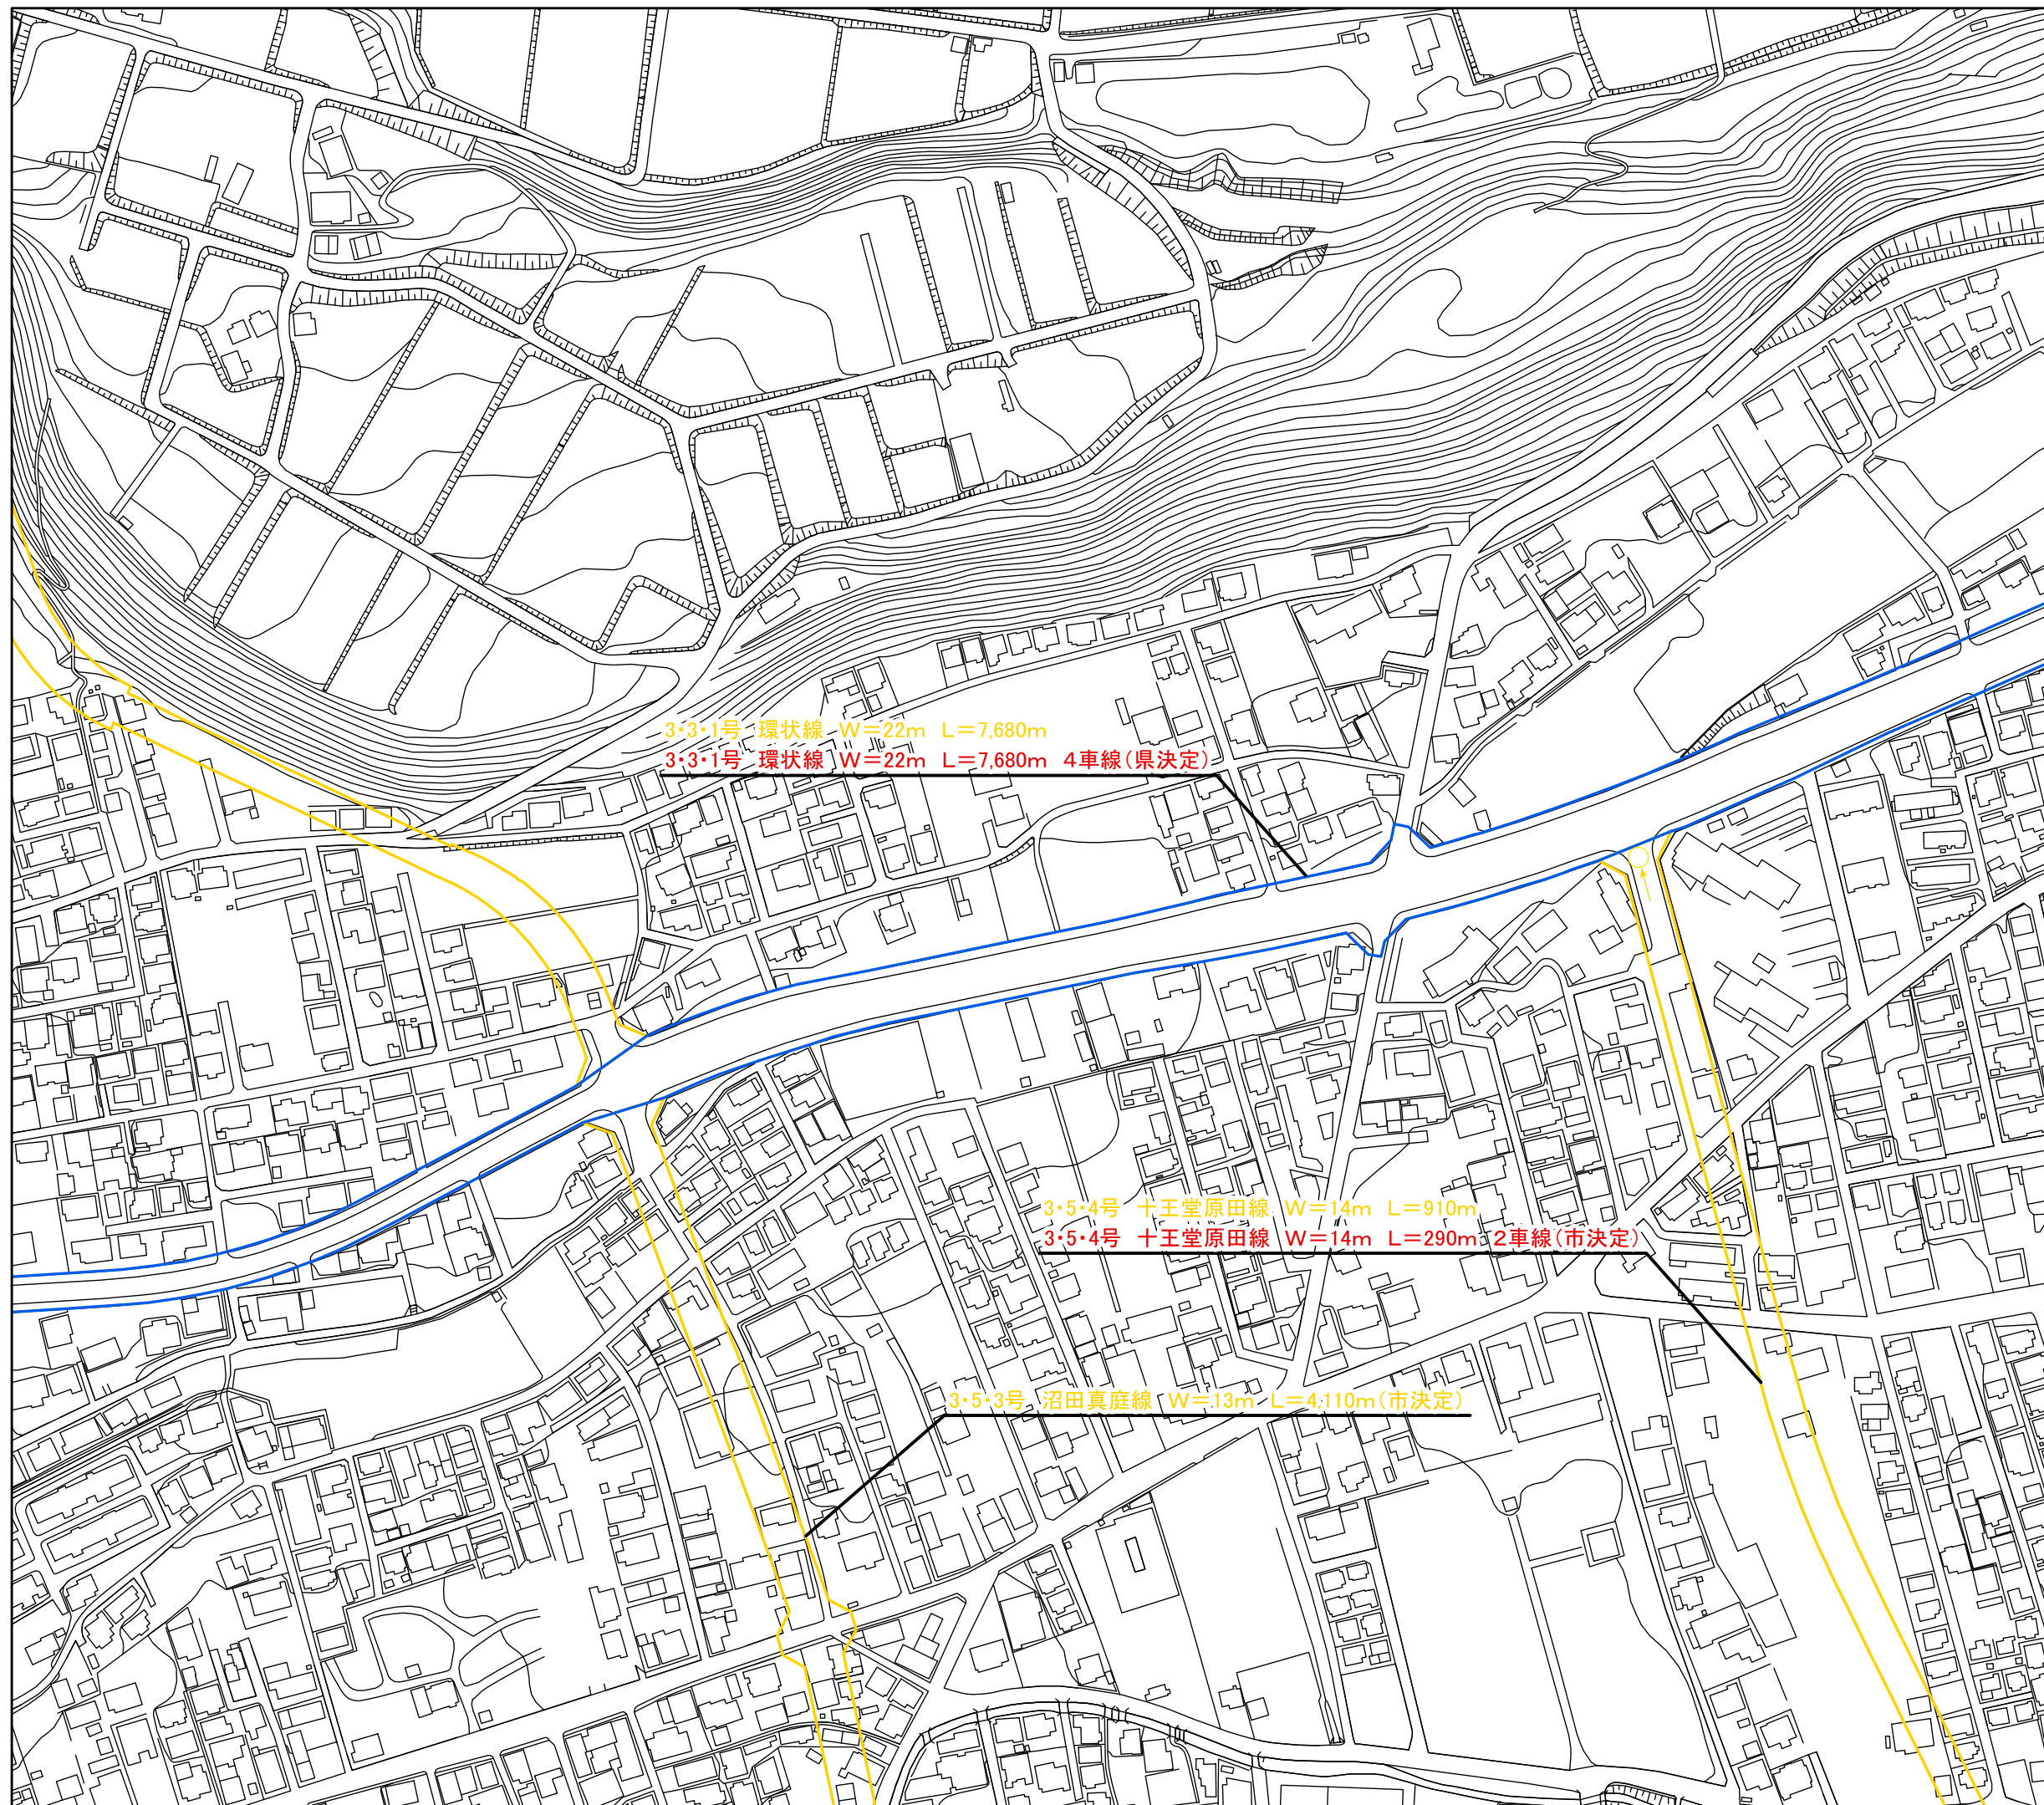 3・3・1号　環状線　W＝22m　L＝7,680m
3・3・1号　環状線　W＝22m　L＝7,680m　4車線（県決定）
3・5・4号　十王堂原田線　W＝14m　L＝910m
3・5・4号　十王堂原田線　W＝14m　L＝290m　2車線（市決定）
3・5・3号　沼田真庭線　W＝13m　L＝4,110m（市決定）